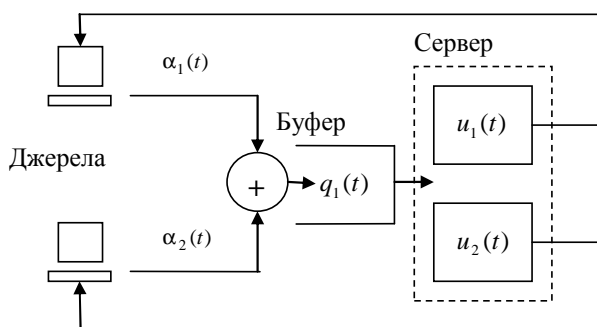 Сервер
α₁(t)
u₁(t)
Буфер
Джерела
+
q₁(t)
α₂(t)
u₂(t)